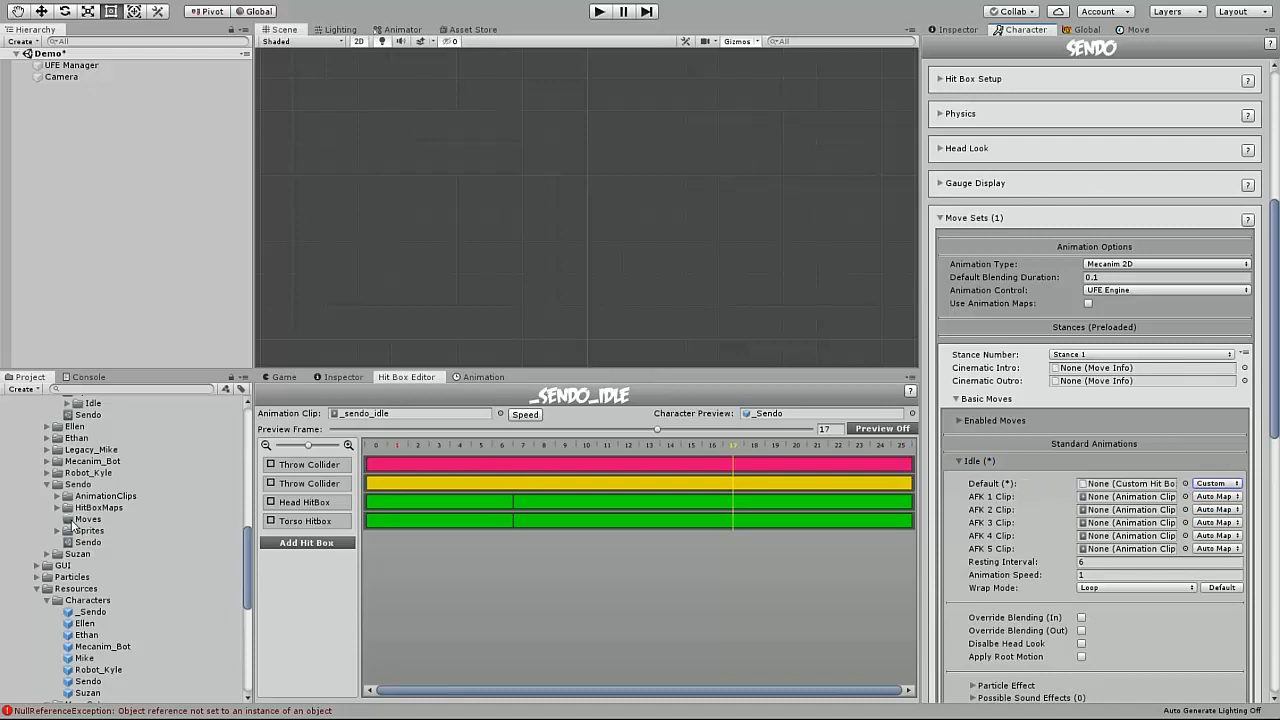 Pivot Global Collab Account Layers Layout
Hierarchy Scene Lighting Animator Asset Store Inspector Character Global Move
Create All Shaded 2D 0 Gizmos All SENDO ?
Demo*
UFE Manager
Camera
Hit Box Setup ?
Physics ?
Head Look ?
Gauge Display ?
Move Sets (1) ?
Animation Options
Animation Type: Mecanim 2D
Default Blending Duration: 0.1
Animation Control: UFE Engine
Use Animation Maps:
Stances (Preloaded)
Stance Number: Stance 1
Cinematic Intro: None (Move Info)
Cinematic Outro: None (Move Info)
Basic Moves
Enabled Moves
Standard Animations
Idle (*)
Default (*): None (Custom Hit Bo Custom
AFK 1 Clip: None (Animation Clip Auto Map
AFK 2 Clip: None (Animation Clip Auto Map
AFK 3 Clip: None (Animation Clip Auto Map
AFK 4 Clip: None (Animation Clip Auto Map
AFK 5 Clip: None (Animation Clip Auto Map
Resting Interval: 6
Animation Speed: 1
Wrap Mode: Loop Default
Override Blending (In)
Override Blending (Out)
Disalbe Head Look
Apply Root Motion
Particle Effect
Possible Sound Effects (0)
Project Console
Create
Idle
Sendo
Ellen
Ethan
Legacy_Mike
Mecanim_Bot
Robot_Kyle
Sendo
AnimationClips
HitBoxMaps
Moves
Sprites
Sendo
Suzan
GUI
Particles
Resources
Characters
_Sendo
Ellen
Ethan
Mecanim_Bot
Mike
Robot_Kyle
Sendo
Suzan
Game Inspector Hit Box Editor Animation
_SENDO_IDLE ?
Animation Clip: _sendo_idle Speed Character Preview: _Sendo
Preview Frame: 17 Preview Off
0 1 2 3 4 5 6 7 8 9 10 11 12 13 14 15 16 17 18 19 20 21 22 23 24 25
Throw Collider
Throw Collider
Head HitBox
Torso Hitbox
Add Hit Box
NullReferenceException: Object reference not set to an instance of an object
Auto Generate Lighting Off